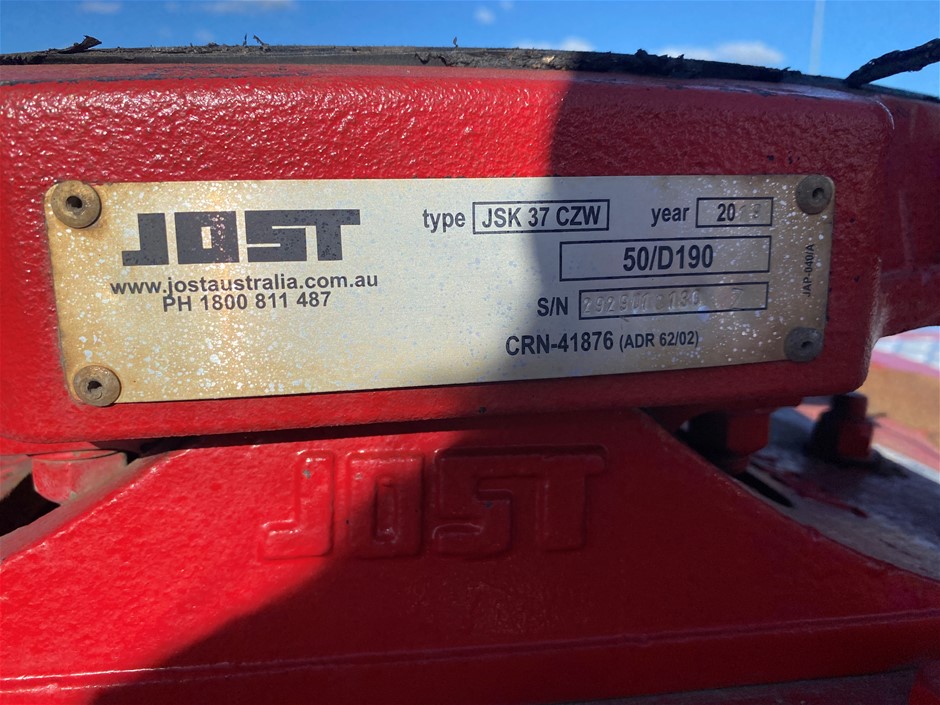 JOST
www.jostaustralia.com.au
PH 1800 811 487
type JSK 37 CZW year 20
50/D190
S/N
CRN-41876 (ADR 62/02)
JAP-040/A
JOST